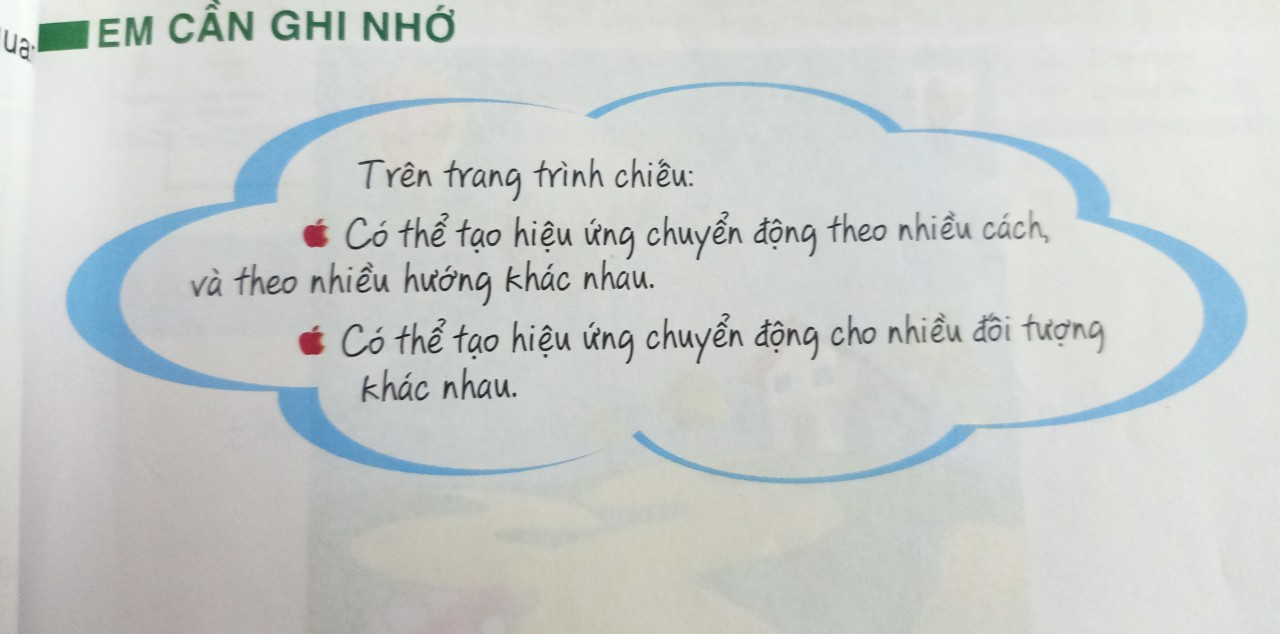 EM CẦN GHI NHỚ
Trên trang trình chiếu:
Có thể tạo hiệu ứng chuyển động theo nhiều cách,
và theo nhiều hướng khác nhau.
Có thể tạo hiệu ứng chuyển động cho nhiều đối tượng
khác nhau.